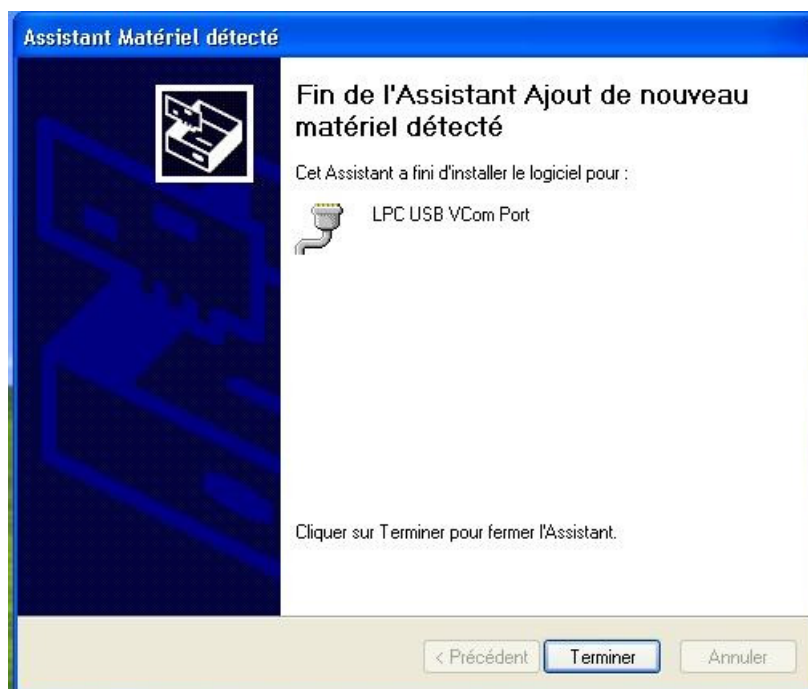 Assistant Matériel détecté
Fin de l'Assistant Ajout de nouveau
matériel détecté
Cet Assistant a fini d'installer le logiciel pour :
LPC USB VCom Port
Cliquer sur Terminer pour fermer l'Assistant.
< Précédent Terminer Annuler